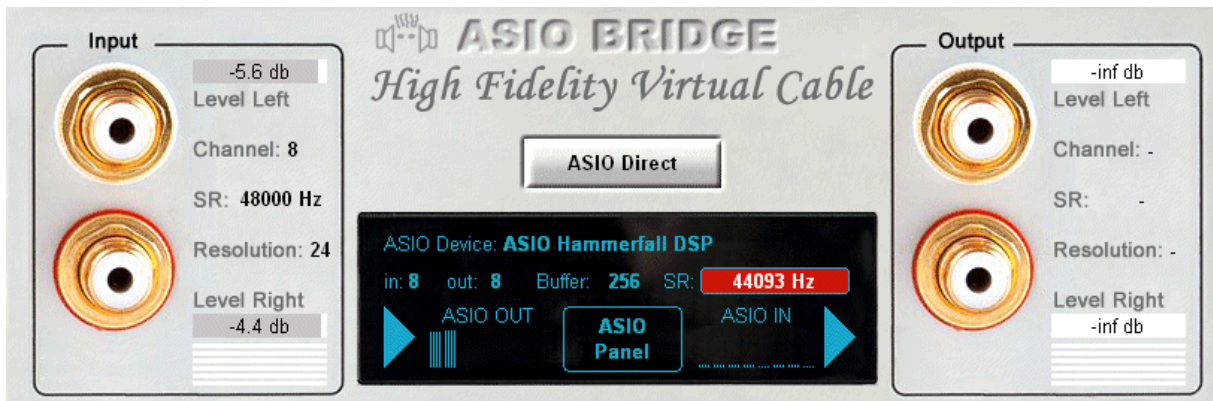 Input
-5.6 db
Level Left
Channel: 8
SR: 48000 Hz
Resolution: 24
Level Right
-4.4 db
ASIO BRIDGE
High Fidelity Virtual Cable
ASIO Direct
ASIO Device: ASIO Hammerfall DSP
in: 8 out: 8 Buffer: 256 SR: 44093 Hz
ASIO OUT
ASIO
Panel
ASIO IN
Output
-inf db
Level Left
Channel: -
SR: -
Resolution: -
Level Right
-inf db